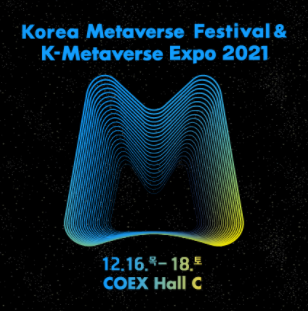 Korea Metaverse Festival &
K-Metaverse Expo 2021
12.16.목 – 18.토
COEX Hall C